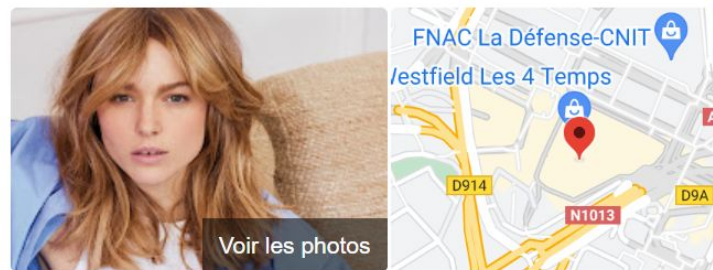 Voir les photos
FNAC La Défense-CNIT
Westfield Les 4 Temps
D914
N1013
D9A